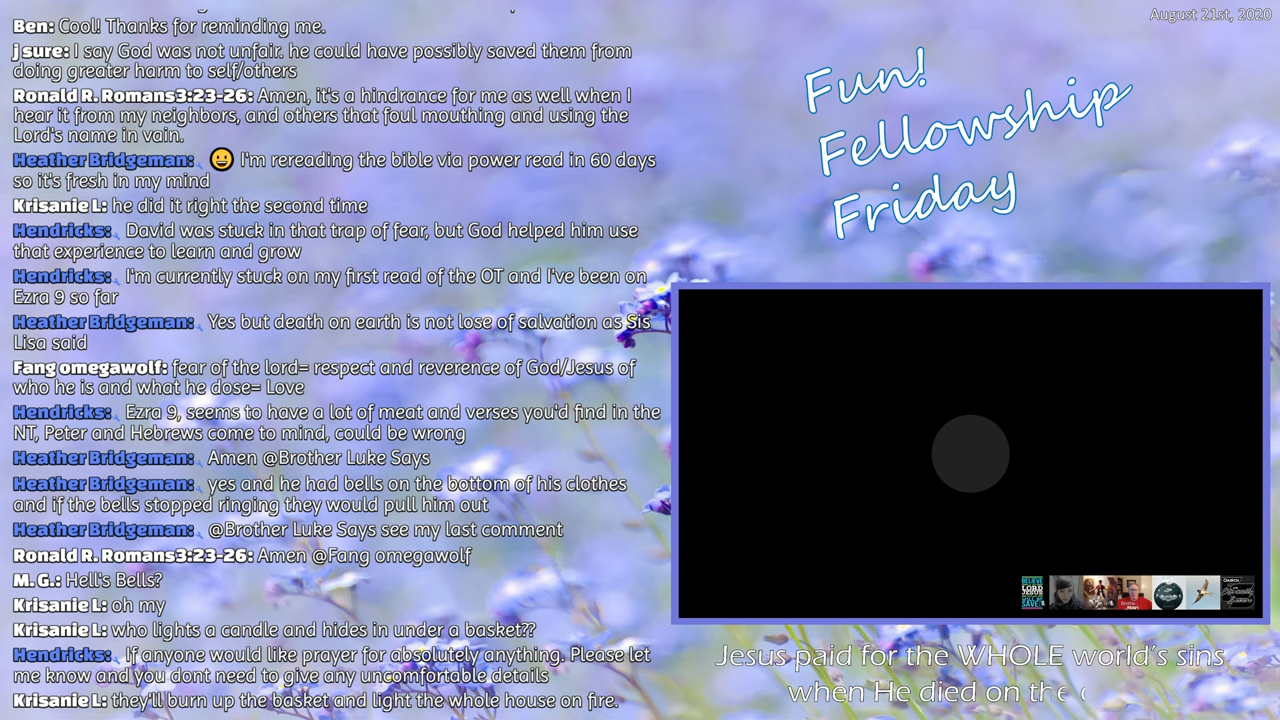 Ben: Cool! Thanks for reminding me.
j sure: I say God was not unfair. he could have possibly saved them from
doing greater harm to self/others
Ronald R. Romans3:23-26: Amen, it's a hindrance for me as well when I
hear it from my neighbors, and others that foul mouthing and using the
Lord's name in vain.
Heather Bridgeman: 😀 I'm rereading the bible via power read in 60 days
so it's fresh in my mind
Krisanie L: he did it right the second time
Hendricks: David was stuck in that trap of fear, but God helped him use
that experience to learn and grow
Hendricks: I'm currently stuck on my first read of the OT and I've been on
Ezra 9 so far
Heather Bridgeman: Yes but death on earth is not lose of salvation as Sis
Lisa said
Fang omegawolf: fear of the lord= respect and reverence of God/Jesus of
who he is and what he dose= Love
Hendricks: Ezra 9, seems to have a lot of meat and verses you'd find in the
NT, Peter and Hebrews come to mind, could be wrong
Heather Bridgeman: Amen @Brother Luke Says
Heather Bridgeman: yes and he had bells on the bottom of his clothes
and if the bells stopped ringing they would pull him out
Heather Bridgeman: @Brother Luke Says see my last comment
Ronald R. Romans3:23-26: Amen @Fang omegawolf
M. G.: Hell's Bells?
Krisanie L: oh my
Krisanie L: who lights a candle and hides in under a basket??
Hendricks: If anyone would like prayer for absolutely anything. Please let
me know and you dont need to give any uncomfortable details
Krisanie L: they'll burn up the basket and light the whole house on fire.
August 21st, 2020
Fun!
Fellowship
Friday
BELIEVE
LORD
JESUS
SAVED
Jesus paid for the WHOLE world's sins
when He died on the